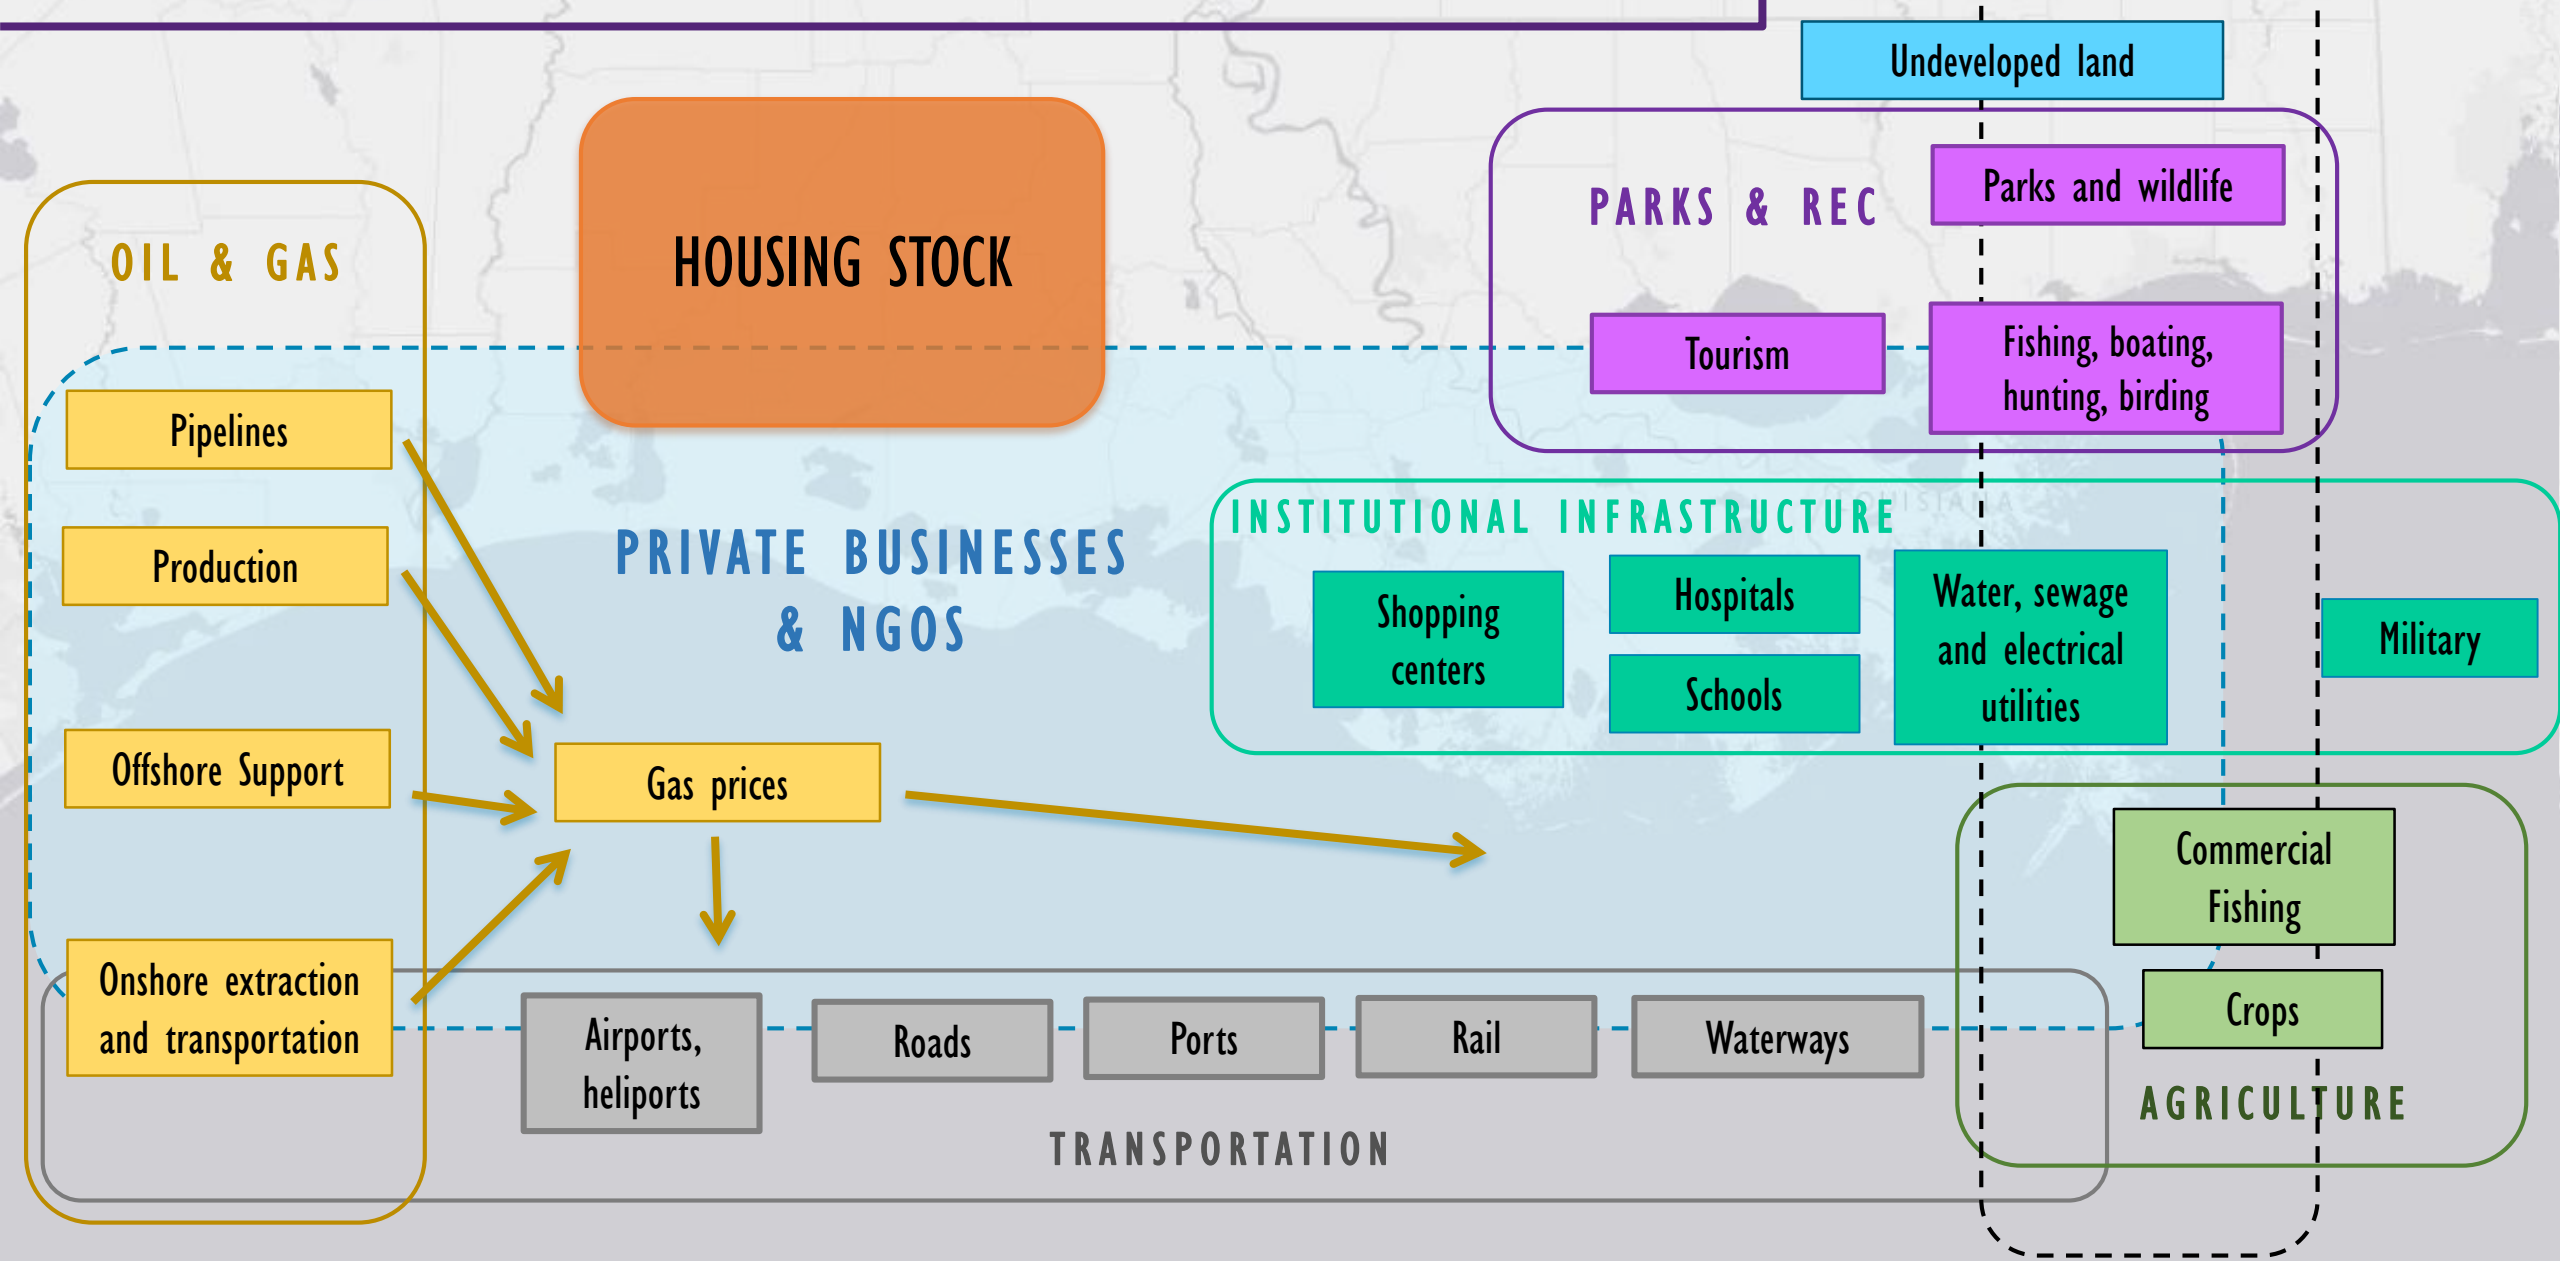 Undeveloped land
PARKS & REC
Parks and wildlife
Tourism
Fishing, boating,
hunting, birding
OIL & GAS
Pipelines
Production
Offshore Support
Onshore extraction
and transportation
HOUSING STOCK
PRIVATE BUSINESSES
& NGOS
Gas prices
INSTITUTIONAL INFRASTRUCTURE
LOUISIANA
Shopping
centers
Hospitals
Schools
Water, sewage
and electrical
utilities
Military
Commercial
Fishing
Crops
AGRICULTURE
Airports,
heliports
Roads
Ports
Rail
Waterways
TRANSPORTATION